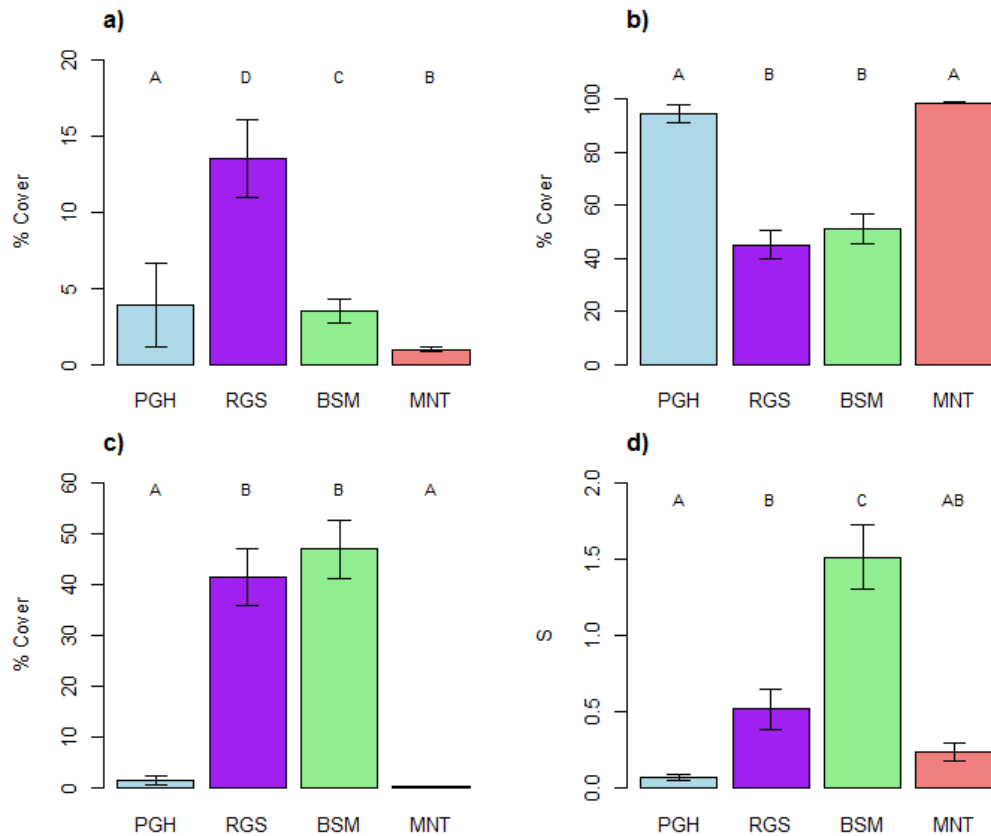 a)
% Cover
20
15
10
5
0
A D C B
PGH RGS BSM MNT
b)
% Cover
100
80
60
40
20
0
A B B A
PGH RGS BSM MNT
c)
% Cover
60
50
40
30
20
10
0
A B B A
PGH RGS BSM MNT
d)
S
2.0
1.5
1.0
0.5
0.0
A B C AB
PGH RGS BSM MNT